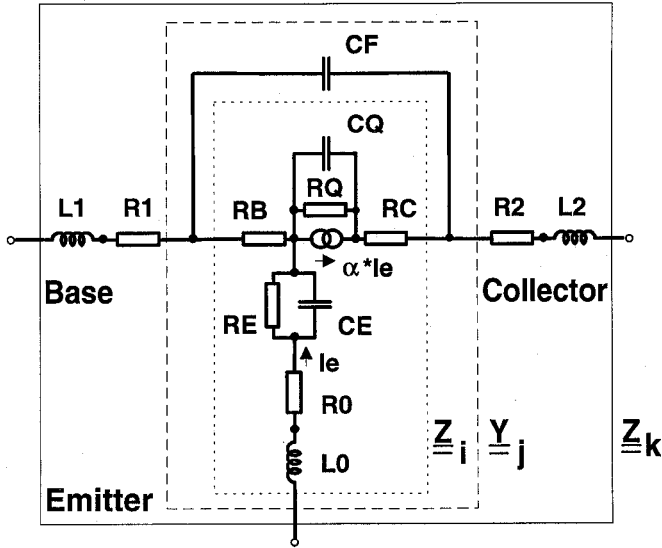 CF
CQ
L1 R1 RB RQ RC R2 L2
α*Ie
Base Collector
RE CE
Ie
R0
L0
Z i Y j Z k
Emitter